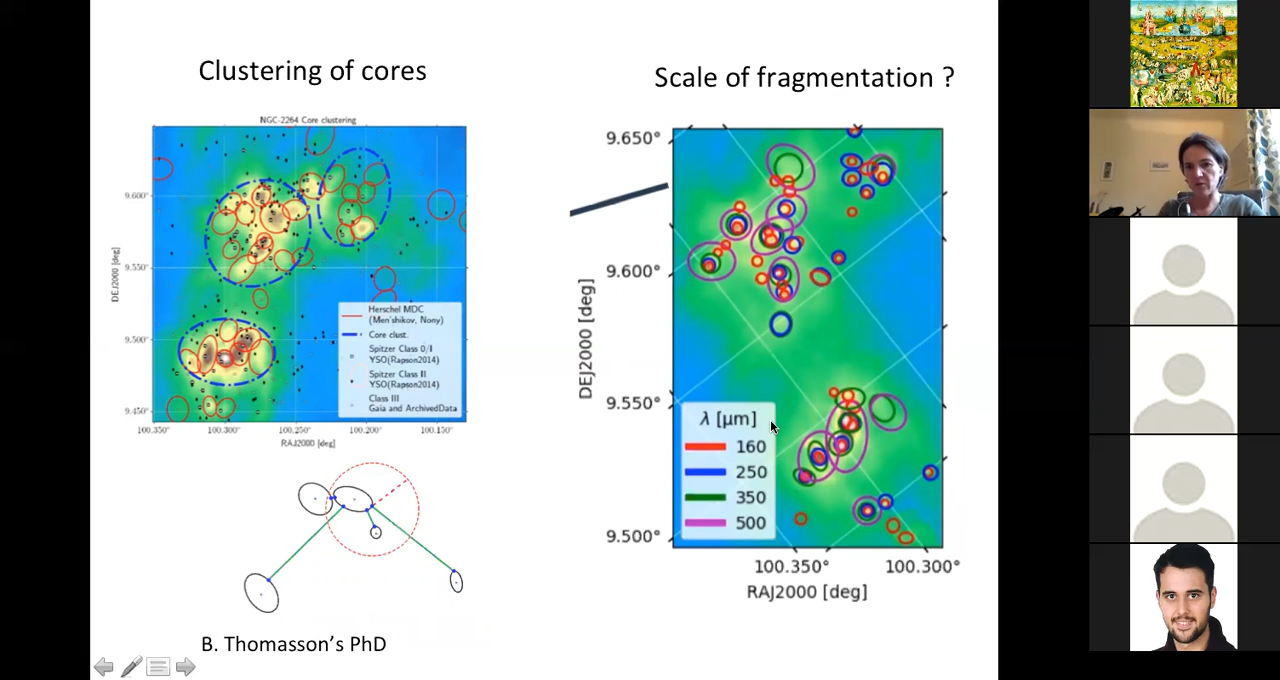 Clustering of cores
Scale of fragmentation ?
NGC-2264 Core clustering
DEJ2000 [deg]
9.600°
9.550°
9.500°
9.450°
100.350°
100.300°
100.250°
100.200°
100.150°
RAJ2000 [deg]
Herschel MDC
(Men'shikov, Nony)
Core clust.
Spitzer Class 0/I
YSO(Rapson2014)
Spitzer Class II
YSO(Rapson2014)
Class III
Gaia and ArchivedData
B. Thomasson's PhD
DEJ2000 [deg]
9.650°
9.600°
9.550°
9.500°
λ [µm]
160
250
350
500
100.350°
100.300°
RAJ2000 [deg]